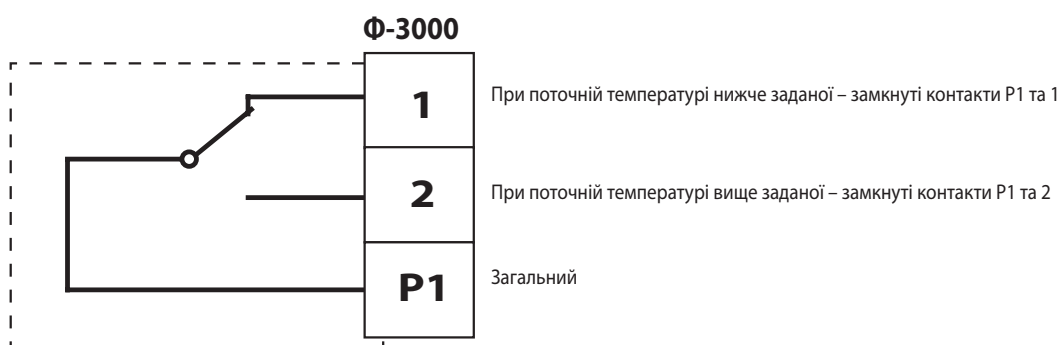 Ф-3000
1
При поточній температурі нижче заданої – замкнуті контакти Р1 та 1
2
При поточній температурі вище заданої – замкнуті контакти Р1 та 2
Р1
Загальний